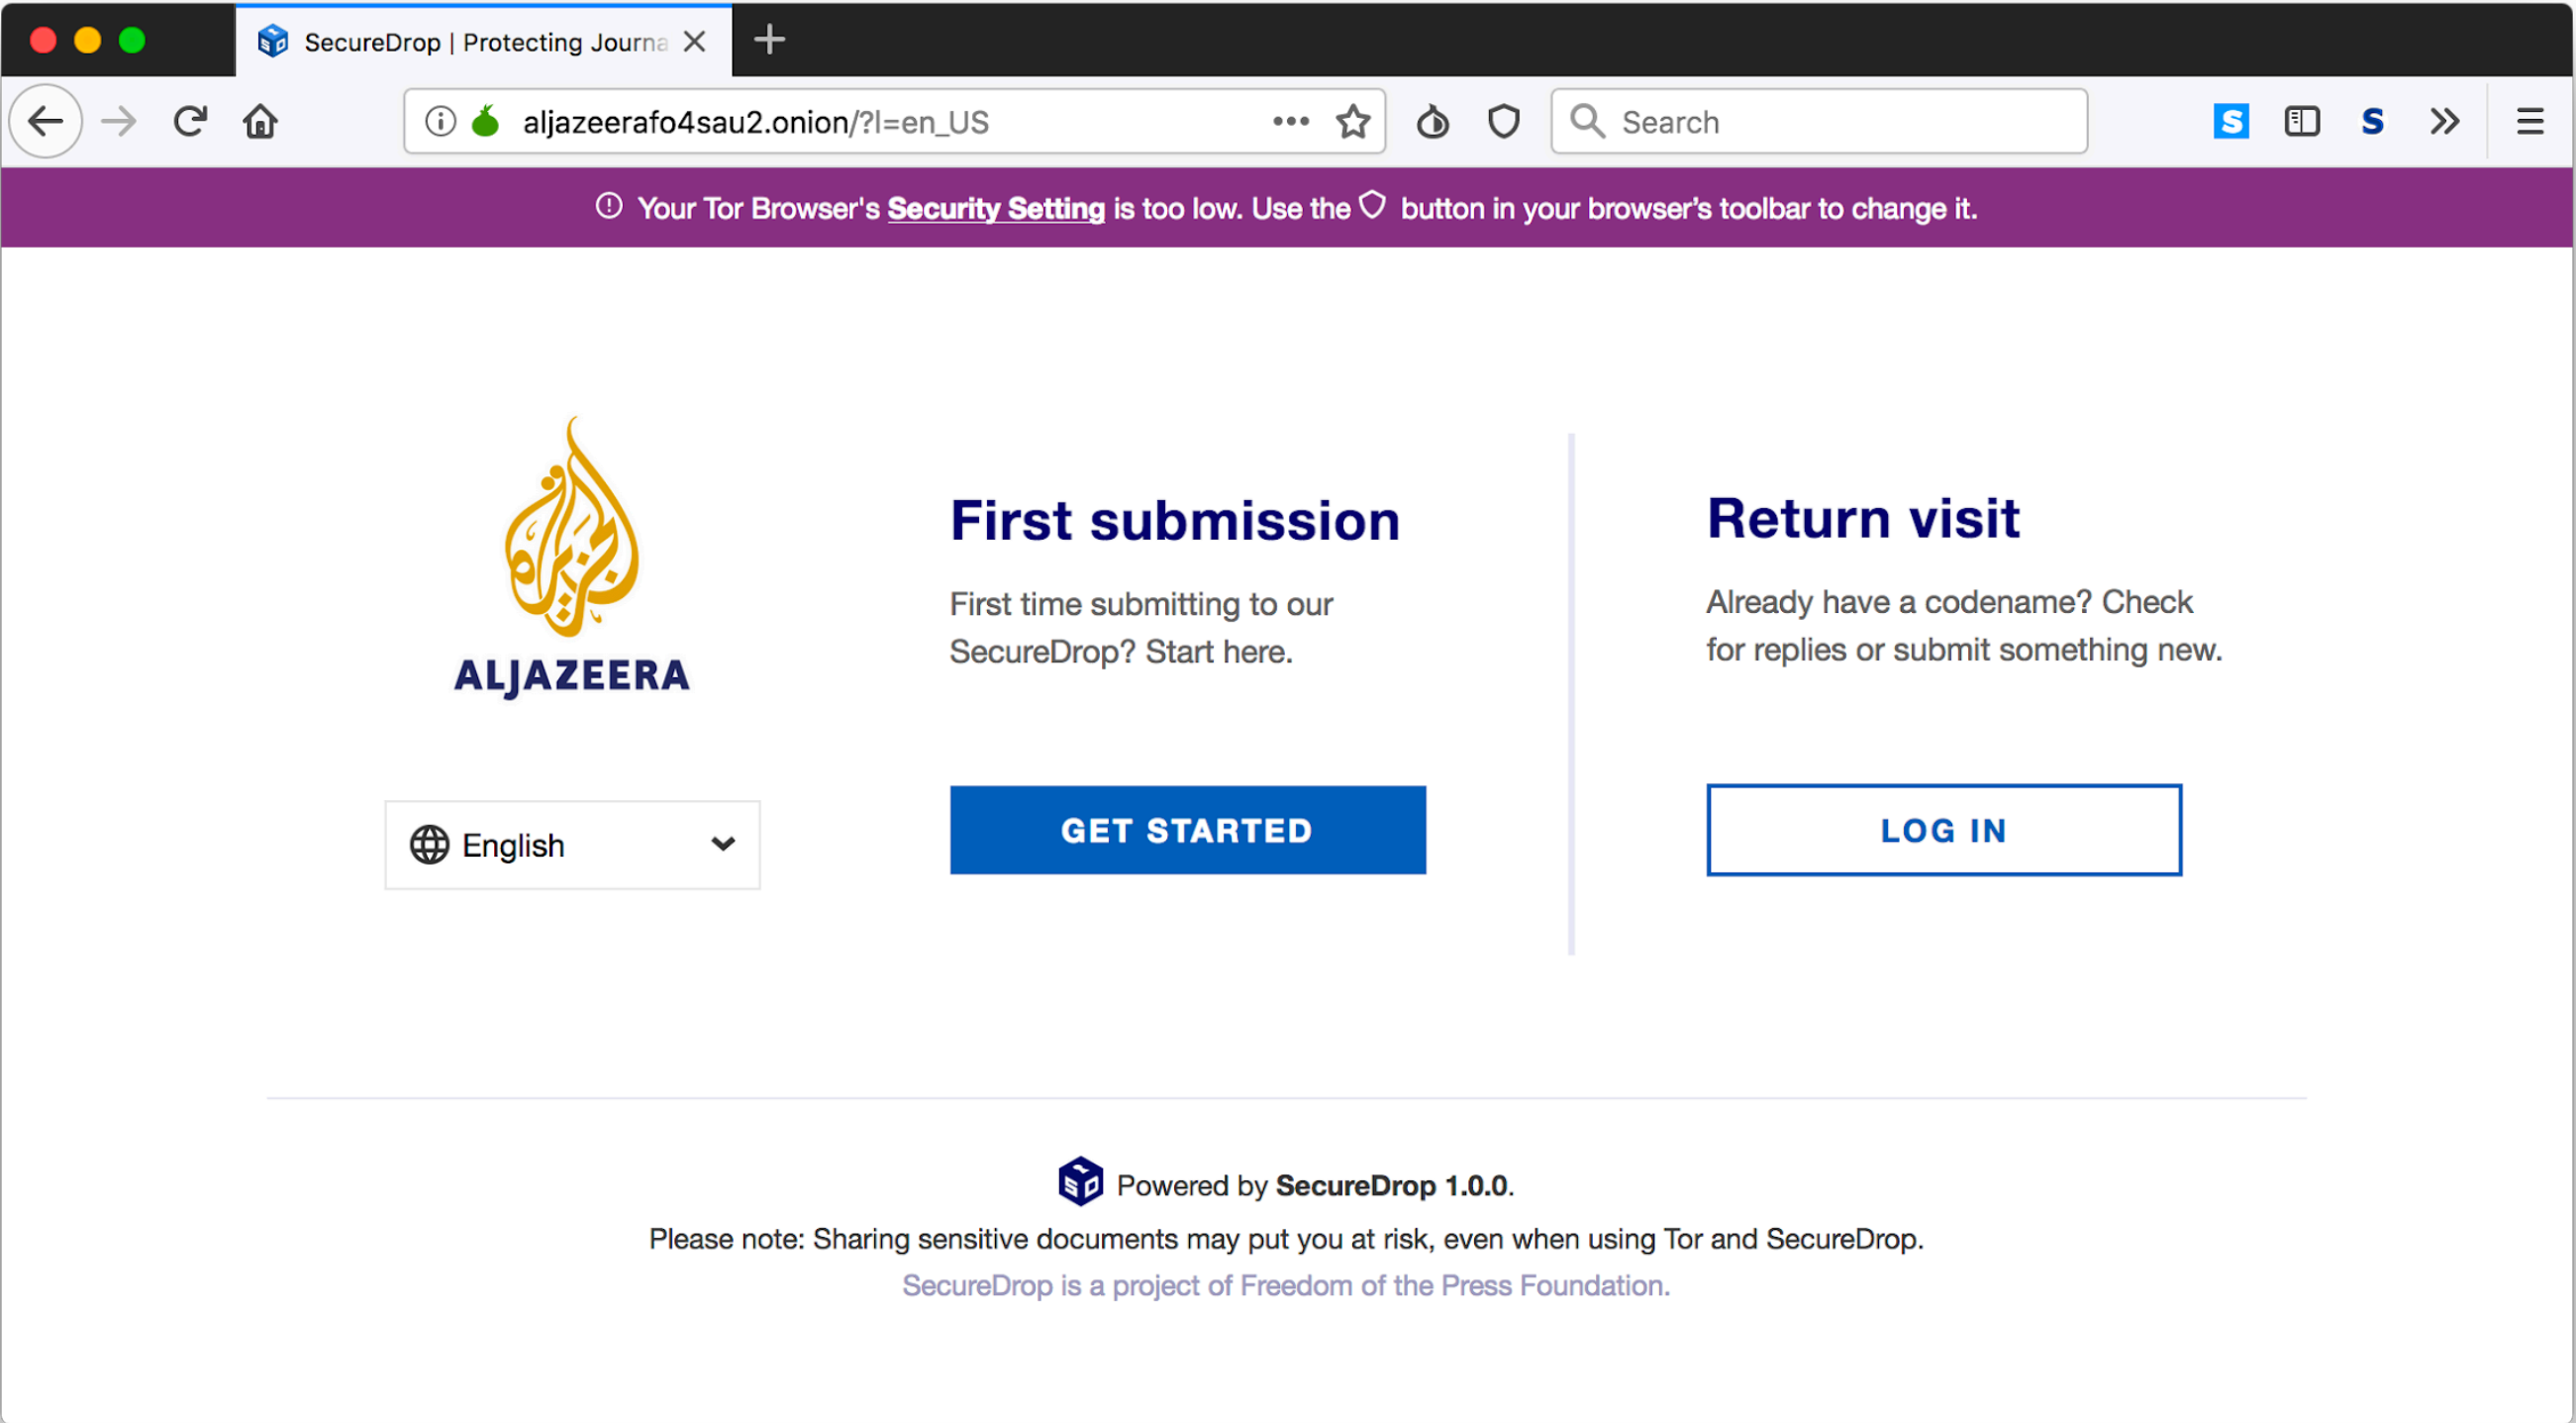 SecureDrop | Protecting Journa
aljazeerafo4sau2.onion/?l=en_US
Search
S
S
Your Tor Browser's Security Setting is too low. Use the button in your browser’s toolbar to change it.
الجزيرة
ALJAZEERA
English
First submission
First time submitting to our
SecureDrop? Start here.
GET STARTED
Return visit
Already have a codename? Check
for replies or submit something new.
LOG IN
SD
Powered by SecureDrop 1.0.0.
Please note: Sharing sensitive documents may put you at risk, even when using Tor and SecureDrop.
SecureDrop is a project of Freedom of the Press Foundation.